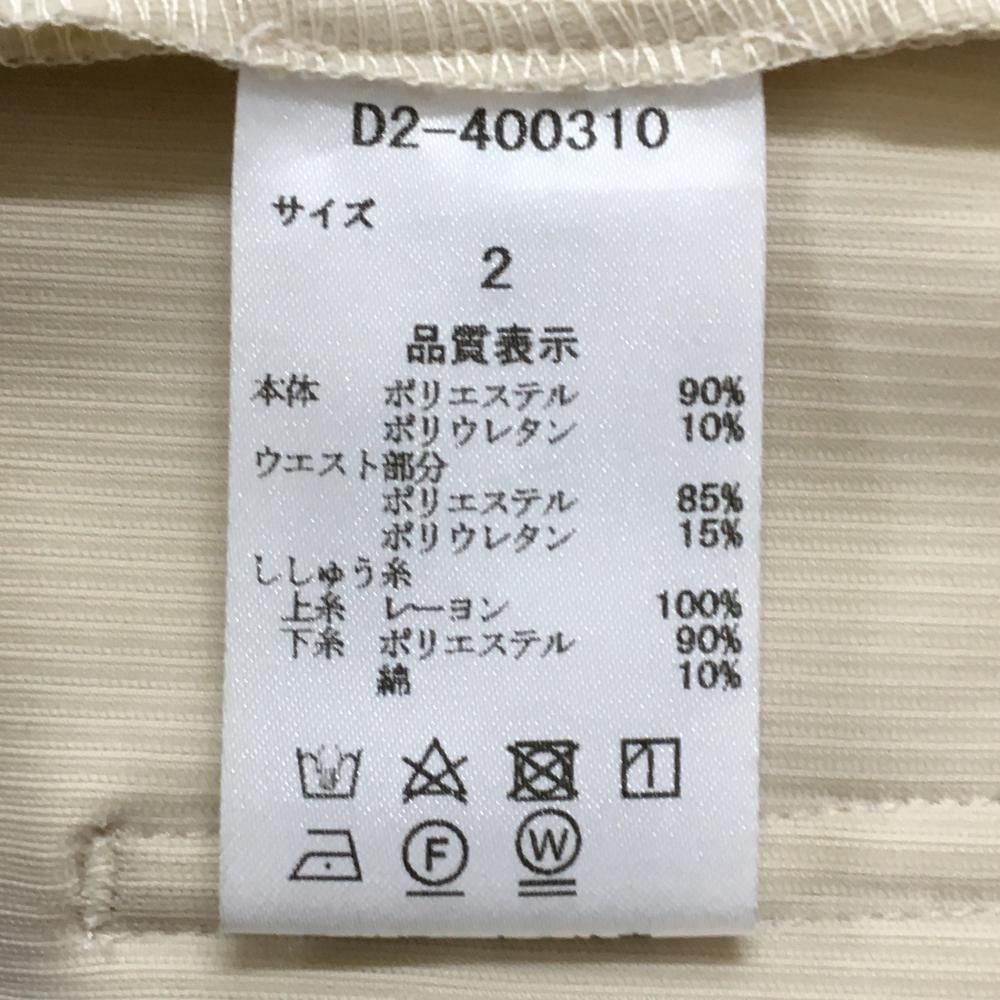 D2-400310
サイズ
2
品質表示
本体 ポリエステル 90%
ポリウレタン 10%
ウエスト部分
ポリエステル 85%
ポリウレタン 15%
ししゅう糸
上糸 レーヨン 100%
下糸 ポリエステル 90%
綿 10%
F W